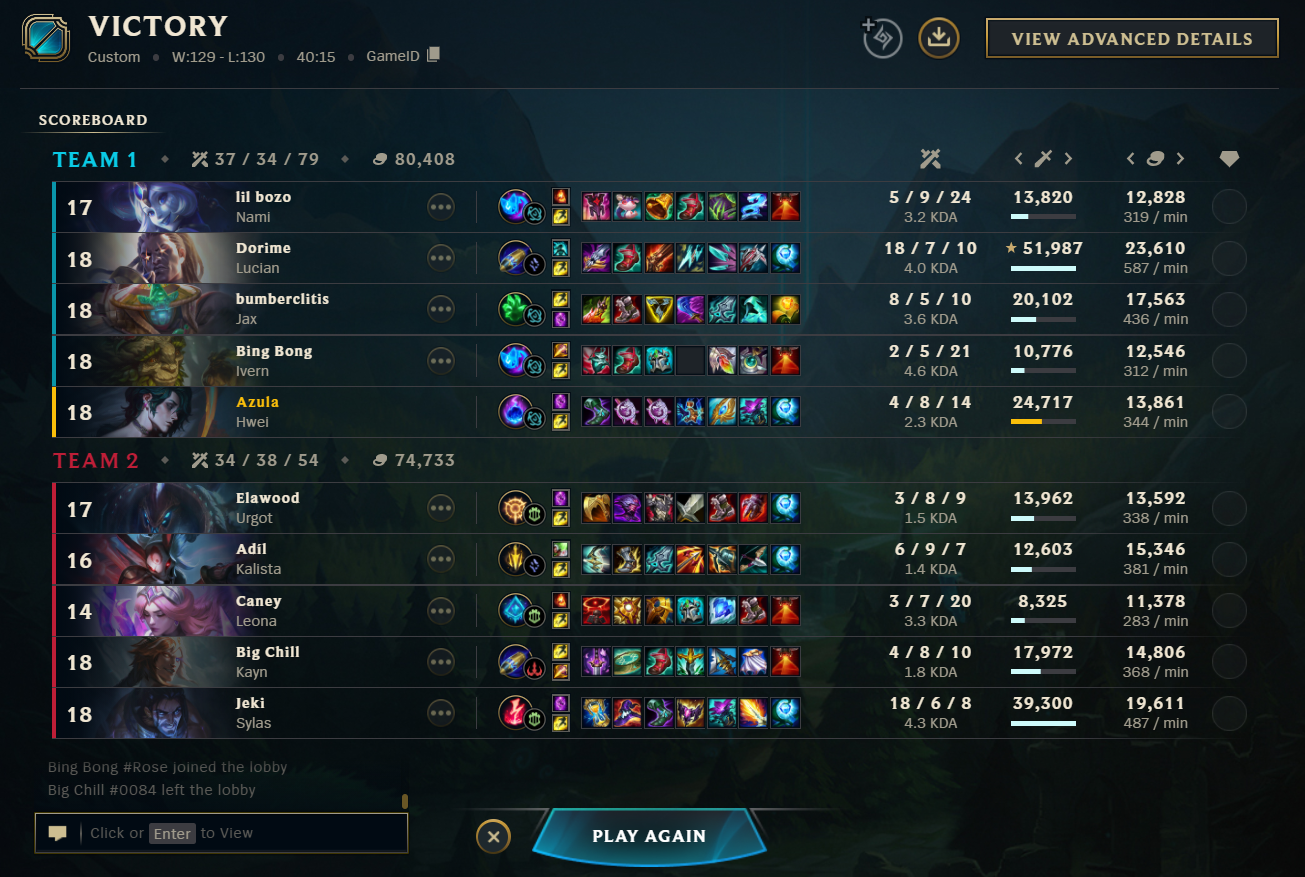 VICTORY
Custom • W:129 - L:130 • 40:15 • GameID
VIEW ADVANCED DETAILS
SCOREBOARD
TEAM 1 37 / 34 / 79 80,408
17 lil bozo 5 / 9 / 24 13,820 12,828
Nami 3.2 KDA 319 / min
18 Dorime 18 / 7 / 10 51,987 23,610
Lucian 4.0 KDA 587 / min
18 bumberclitis 8 / 5 / 10 20,102 17,563
Jax 3.6 KDA 436 / min
18 Bing Bong 2 / 5 / 21 10,776 12,546
Ivern 4.6 KDA 312 / min
18 Azula 4 / 8 / 14 24,717 13,861
Hwei 2.3 KDA 344 / min
TEAM 2 34 / 38 / 54 74,733
17 Elawood 3 / 8 / 9 13,962 13,592
Urgot 1.5 KDA 338 / min
16 Adíl 6 / 9 / 7 12,603 15,346
Kalista 1.4 KDA 381 / min
14 Caney 3 / 7 / 20 8,325 11,378
Leona 3.3 KDA 283 / min
18 Big Chill 4 / 8 / 10 17,972 14,806
Kayn 1.8 KDA 368 / min
18 Jeki 18 / 6 / 8 39,300 19,611
Sylas 4.3 KDA 487 / min
Bing Bong #Rose joined the lobby
Big Chill #0084 left the lobby
Click or Enter to View
PLAY AGAIN